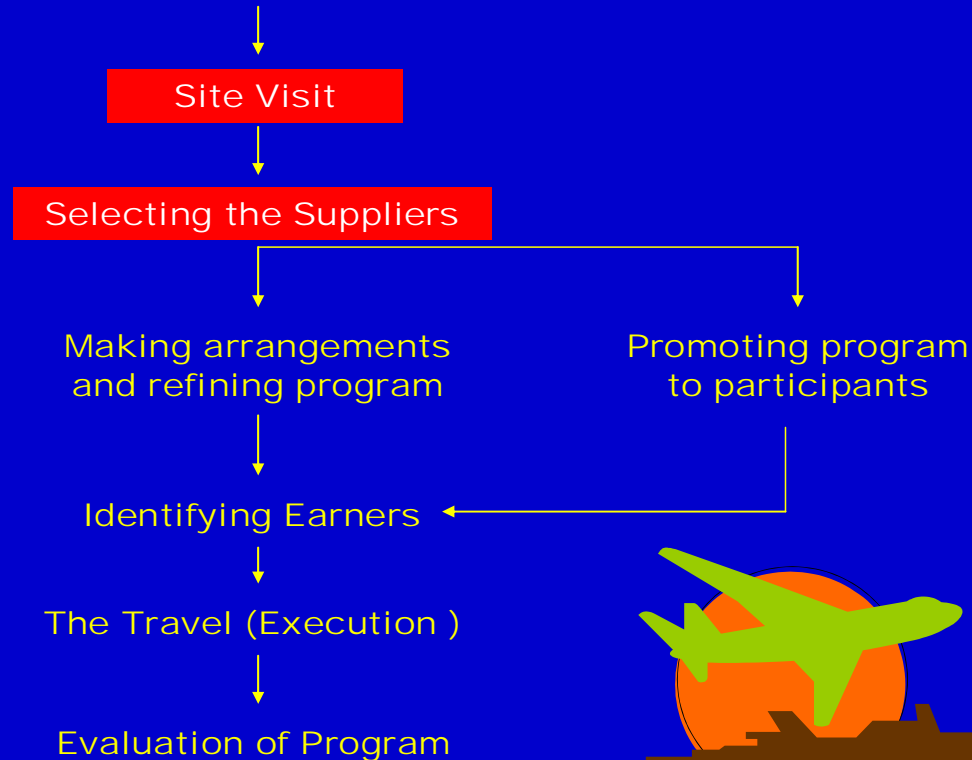 Site Visit
Selecting the Suppliers
Making arrangements
and refining program
Promoting program
to participants
Identifying Earners
The Travel (Execution )
Evaluation of Program